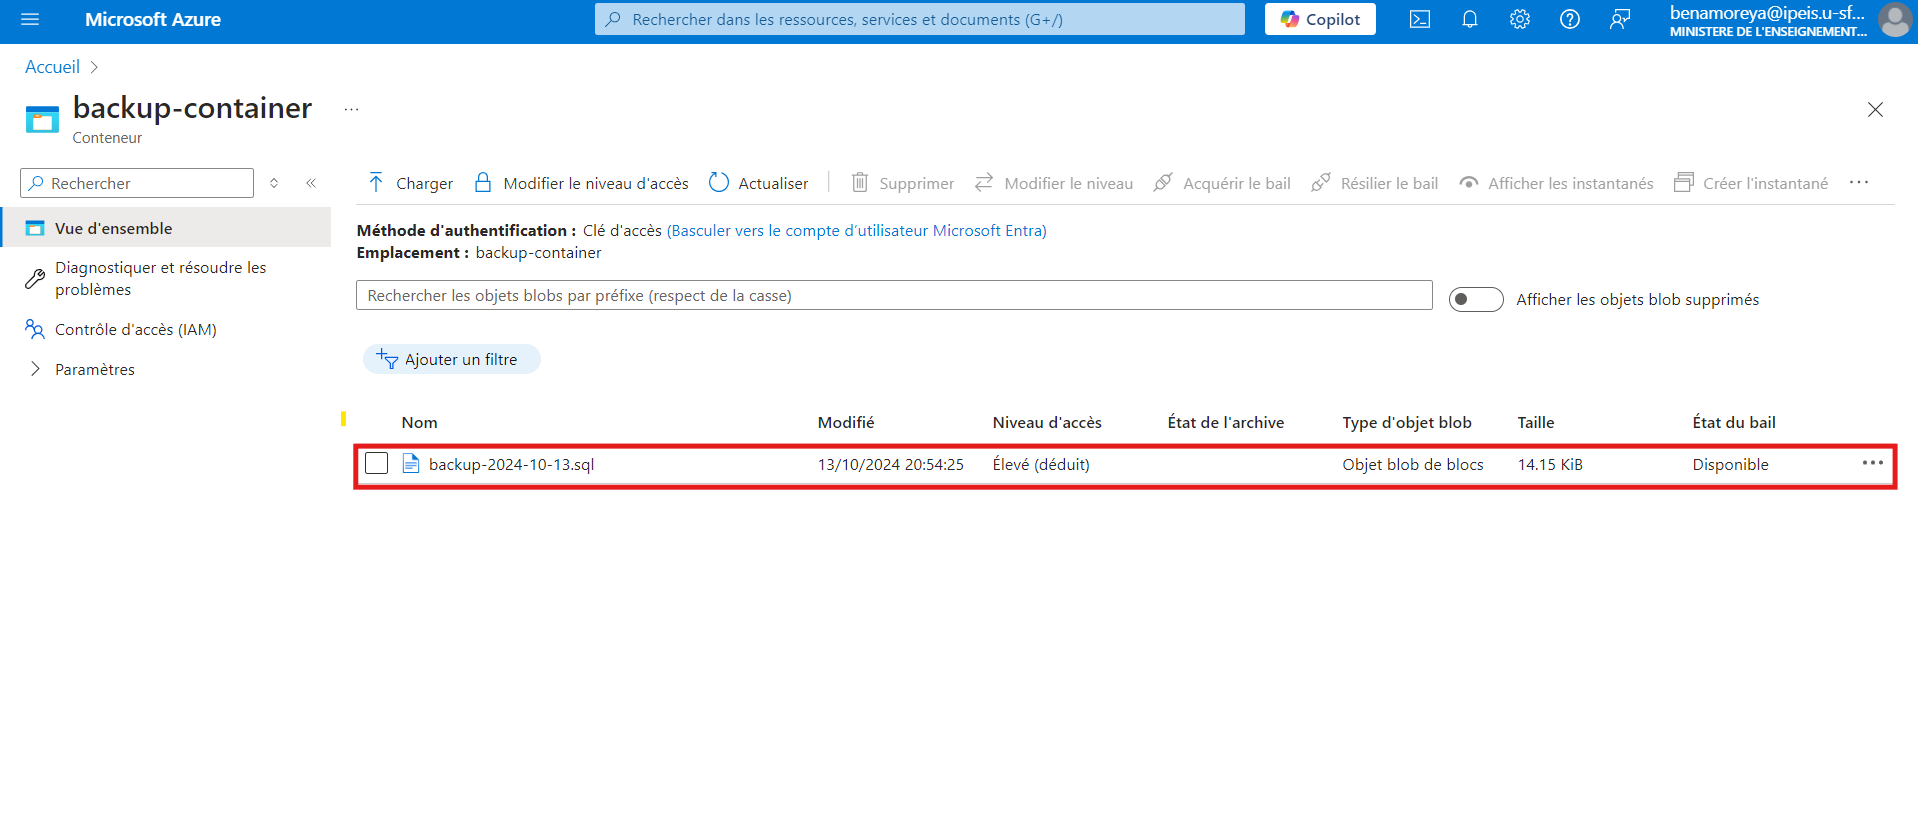 Microsoft Azure
Rechercher dans les ressources, services et documents (G+/)
Copilot
benamoreya@ipeis.u-sf...
MINISTERE DE L'ENSEIGNEMENT...
Accueil
backup-container
...
Conteneur
Rechercher
Vue d'ensemble
Diagnostiquer et résoudre les
problèmes
Contrôle d'accès (IAM)
Paramètres
Charger
Modifier le niveau d'accès
Actualiser
Supprimer
Modifier le niveau
Acquérir le bail
Résilier le bail
Afficher les instantanés
Créer l'instantané
...
Méthode d'authentification : Clé d'accès (Basculer vers le compte d’utilisateur Microsoft Entra)
Emplacement : backup-container
Rechercher les objets blobs par préfixe (respect de la casse)
Afficher les objets blob supprimés
Ajouter un filtre
Nom Modifié Niveau d'accès État de l'archive Type d'objet blob Taille État du bail
backup-2024-10-13.sql 13/10/2024 20:54:25 Élevé (déduit) Objet blob de blocs 14.15 KiB Disponible ...